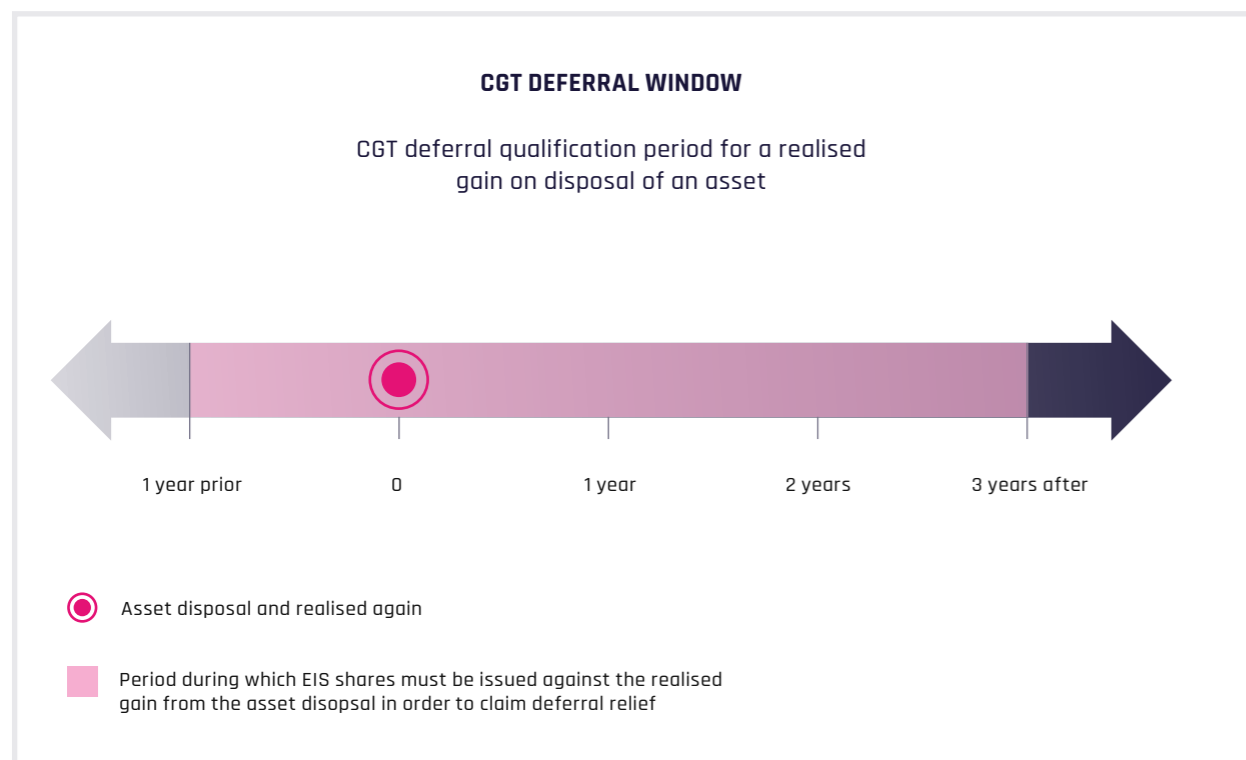 CGT DEFERRAL WINDOW
CGT deferral qualification period for a realised
gain on disposal of an asset
1 year prior
0
1 year
2 years
3 years after
Asset disposal and realised again
Period during which EIS shares must be issued against the realised
gain from the asset disopsal in order to claim deferral relief